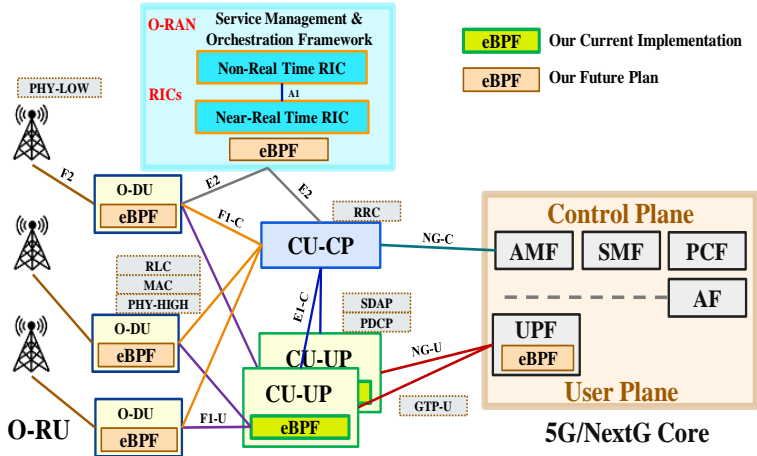 O-RAN
Service Management &
Orchestration Framework
Non-Real Time RIC
RICs
A1
Near-Real Time RIC
eBPF
eBPF
Our Current Implementation
eBPF
Our Future Plan
PHY-LOW
F2
O-DU
eBPF
E2
E2
F1-C
RRC
CU-CP
NG-C
Control Plane
AMF
SMF
PCF
AF
UPF
eBPF
User Plane
5G/NextG Core
RLC
MAC
PHY-HIGH
O-DU
eBPF
E1-C
SDAP
PDCP
CU-UP
NG-U
CU-UP
eBPF
GTP-U
O-DU
eBPF
F1-U
O-RU